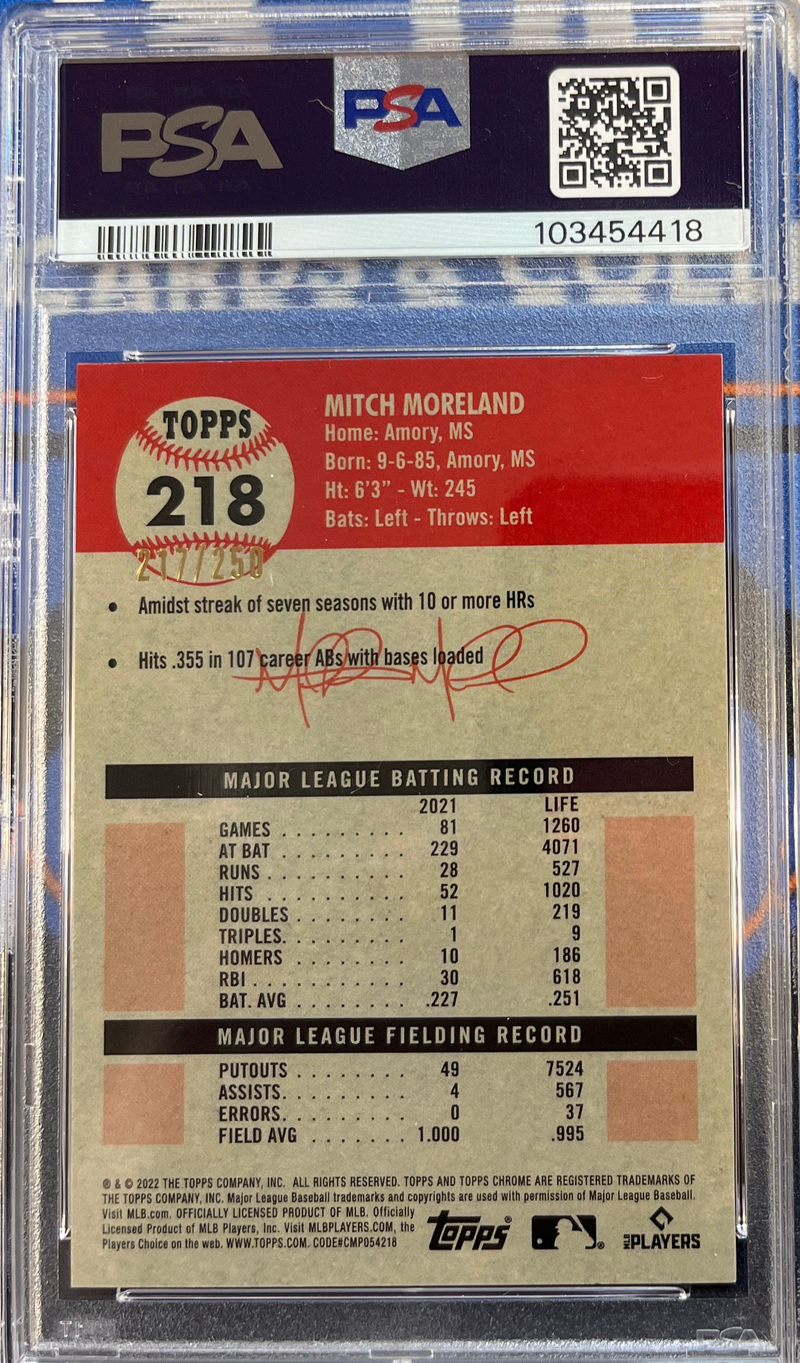 PSA
PSA
103454418
TOPPS
218
217/250
MITCH MORELAND
Home: Amory, MS
Born: 9-6-85, Amory, MS
Ht: 6'3" - Wt: 245
Bats: Left - Throws: Left
• Amidst streak of seven seasons with 10 or more HRs
• Hits .355 in 107 career ABs with bases loaded
MAJOR LEAGUE BATTING RECORD
2021 LIFE
GAMES . . . . . . . . . 81 1260
AT BAT . . . . . . . . . 229 4071
RUNS . . . . . . . . . . 28 527
HITS . . . . . . . . . . 52 1020
DOUBLES . . . . . . . . 11 219
TRIPLES. . . . . . . . . 1 9
HOMERS . . . . . . . . 10 186
RBI . . . . . . . . . . . 30 618
BAT. AVG . . . . . . . . .227 .251
MAJOR LEAGUE FIELDING RECORD
PUTOUTS . . . . . . . . 49 7524
ASSISTS. . . . . . . . . 4 567
ERRORS. . . . . . . . . 0 37
FIELD AVG . . . . . . . 1.000 .995
® & © 2022 THE TOPPS COMPANY, INC. ALL RIGHTS RESERVED. TOPPS AND TOPPS CHROME ARE REGISTERED TRADEMARKS OF
THE TOPPS COMPANY, INC. Major League Baseball trademarks and copyrights are used with permission of Major League Baseball.
Visit MLB.com. OFFICIALLY LICENSED PRODUCT OF MLB. Officially
Licensed Product of MLB Players, Inc. Visit MLBPLAYERS.COM, the
Players Choice on the web. WWW.TOPPS.COM. CODE#CMP054218
Topps®
MLB PLAYERS
PSA